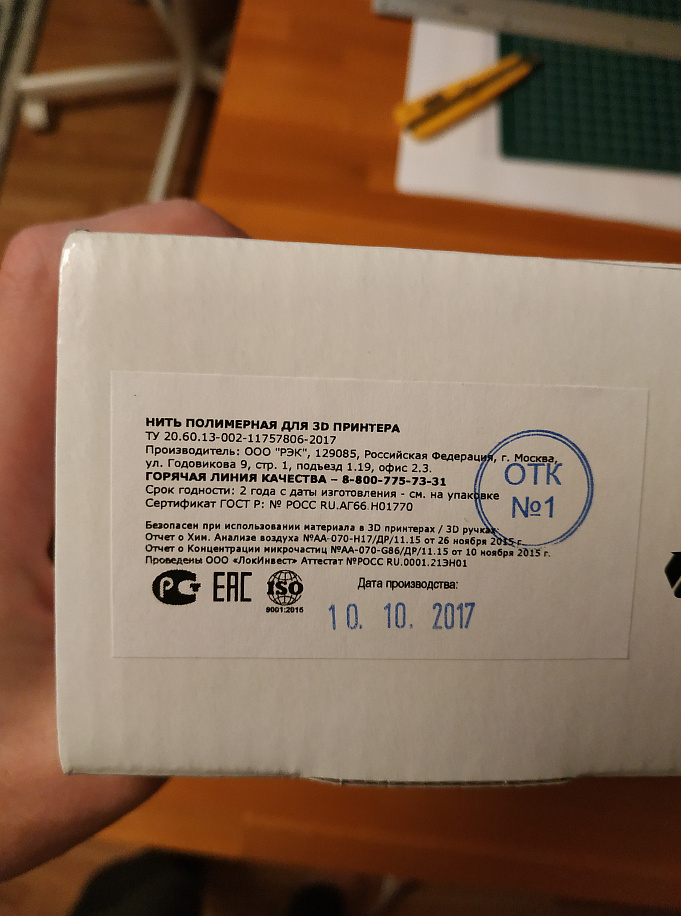 НИТЬ ПОЛИМЕРНАЯ ДЛЯ 3D ПРИНТЕРА
ТУ 20.60.13-002-11757806-2017
Производитель: ООО "РЭК", 129085, Российская Федерация, г. Москва,
ул. Годовикова 9, стр. 1, подъезд 1.19, офис 2.3.
ГОРЯЧАЯ ЛИНИЯ КАЧЕСТВА – 8-800-775-73-31
Срок годности: 2 года с даты изготовления - см. на упаковке
Сертификат ГОСТ Р: № РОСС RU.АГ66.Н01770
ОТК
№1
Безопасен при использовании материала в 3D принтерах / 3D ручках
Отчет о Хим. Анализе воздуха №АА-070-Н17/ДР/11.15 от 26 ноября 2015 г.
Отчет о Концентрации микрочастиц №АА-070-G86/ДР/11.15 от 10 ноября 2015 г.
Проведены ООО «ЛокИнвест» Аттестат №РОСС RU.0001.21ЭН01
РСТ ЕАС ISO
9001:2015
Дата производства:
10. 10. 2017